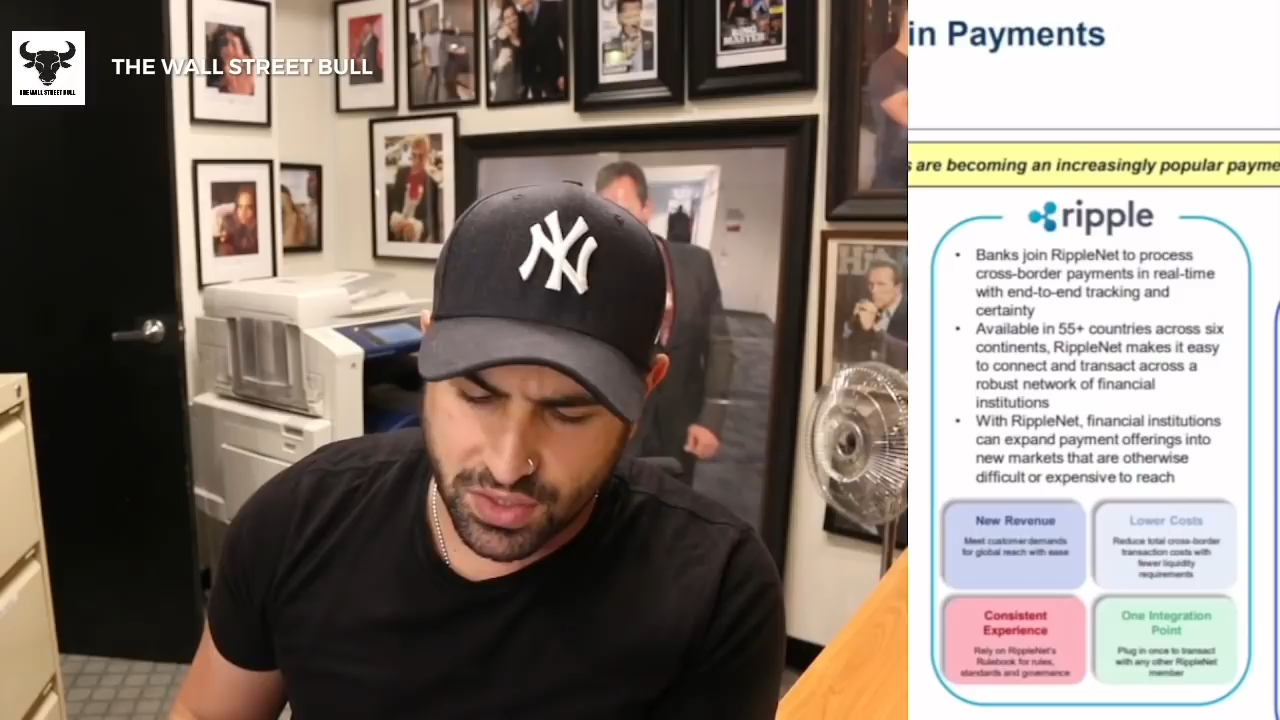 THE WALL STREET BULL
THE WALL STREET BULL
NY
in Payments
are becoming an increasingly popular payme
ripple
• Banks join RippleNet to process
cross-border payments in real-time
with end-to-end tracking and
certainty
• Available in 55+ countries across six
continents, RippleNet makes it easy
to connect and transact across a
robust network of financial
institutions
• With RippleNet, financial institutions
can expand payment offerings into
new markets that are otherwise
difficult or expensive to reach
New Revenue
Meet customer demands
for global reach with ease
Lower Costs
Reduce total cross-border
transaction costs with
fewer liquidity
requirements
Consistent
Experience
Rely on RippleNet's
Rulebook for rules,
standards and governance
One Integration
Point
Plug in once to transact
with any other RippleNet
member